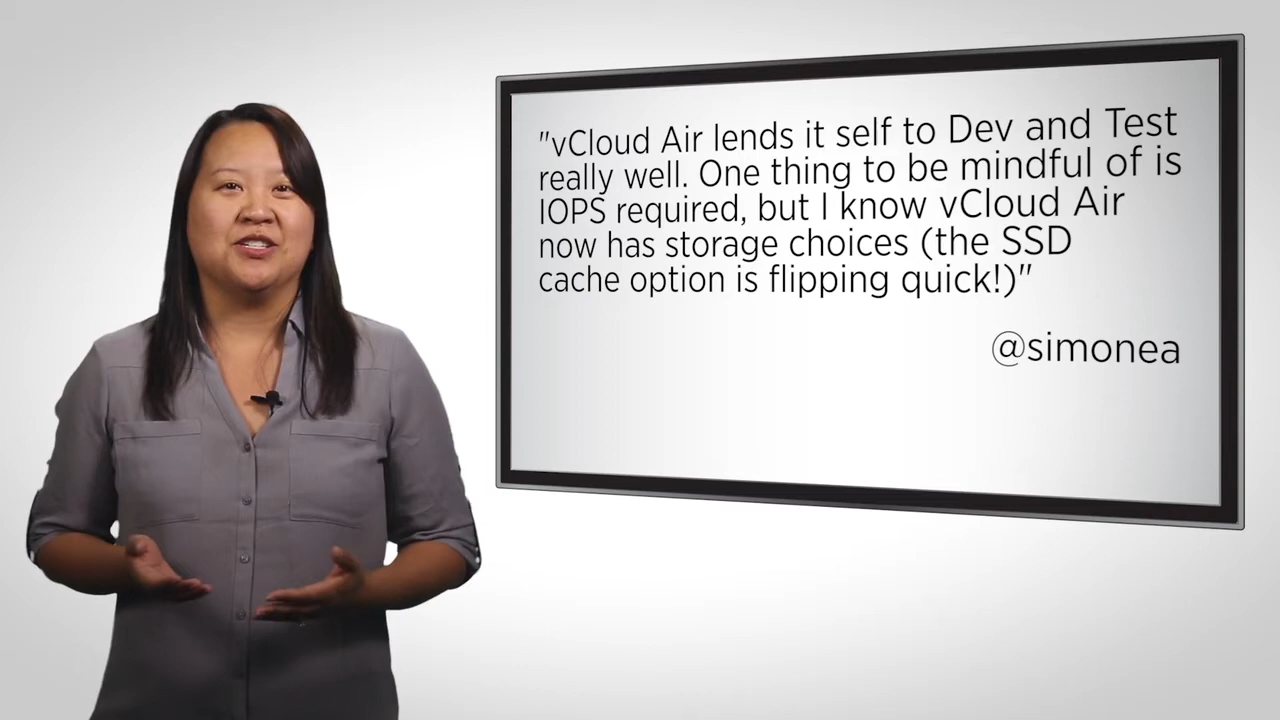 "vCloud Air lends it self to Dev and Test
really well. One thing to be mindful of is
IOPS required, but I know vCloud Air
now has storage choices (the SSD
cache option is flipping quick!)"
@simonea